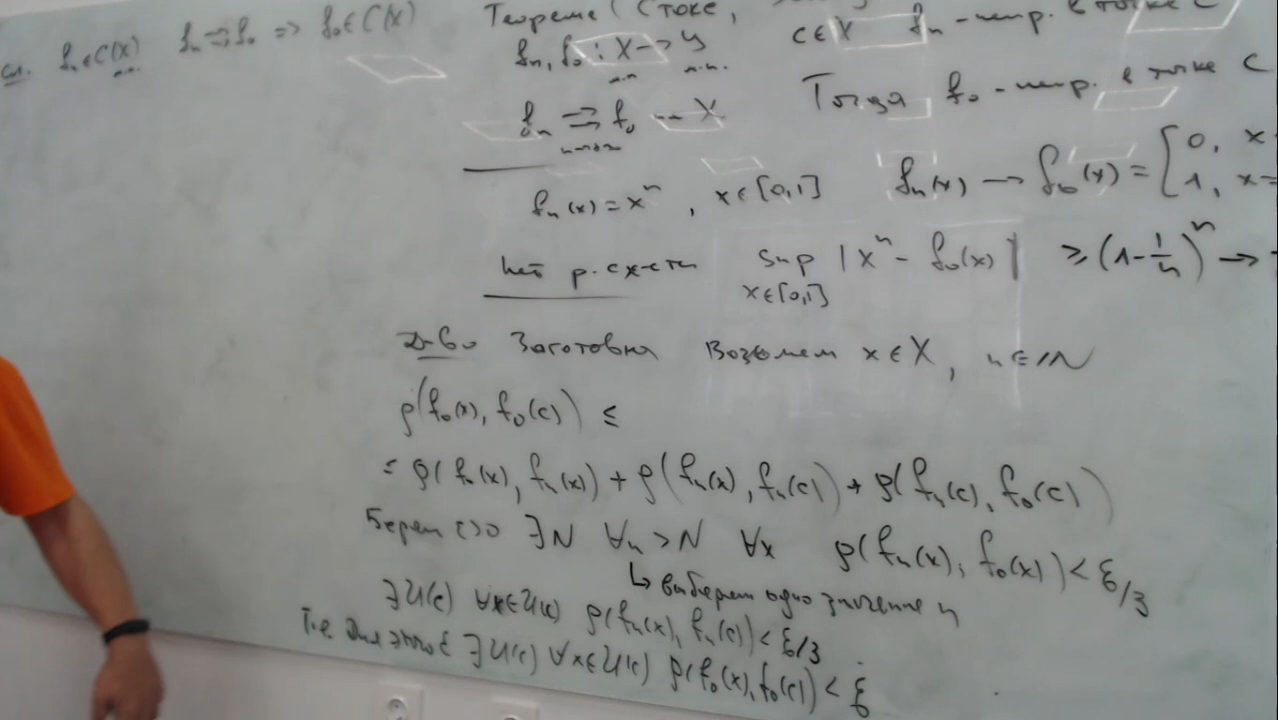 сл. fₙ∈C(X) fₙ⇉f₀ ⇒ f₀∈C(X)
Теорема (Стокс,
fₙ, f₀ : X → Y c∈X fₙ - непр. в точке c
м.п. м.п.
fₙ ⇉ f₀ на X Тогда f₀ - непр. в точке c
n→∞
fₙ(x) = xⁿ, x∈[0,1] fₙ(x) → f₀(x) = [0, x
1, x=
Нет р. сх-сти sup |xⁿ - f₀(x)| ≥ (1-1/n)ⁿ →
x∈[0,1]
Д-во Заготовка Возьмем x∈X, n∈ℕ
ρ(f₀(x), f₀(c)) ≤
≤ ρ(f₀(x), fₙ(x)) + ρ(fₙ(x), fₙ(c)) + ρ(fₙ(c), f₀(c))
Берем ε>0 ∃N ∀n>N ∀x ρ(fₙ(x), f₀(x)) < ε/3
↳ выберем одно значение n
∃U(c) ∀x∈U(c) ρ(fₙ(x), fₙ(c)) < ε/3
Т.е. для этого ε ∃U(c) ∀x∈U(c) ρ(f₀(x), f₀(c)) < ε